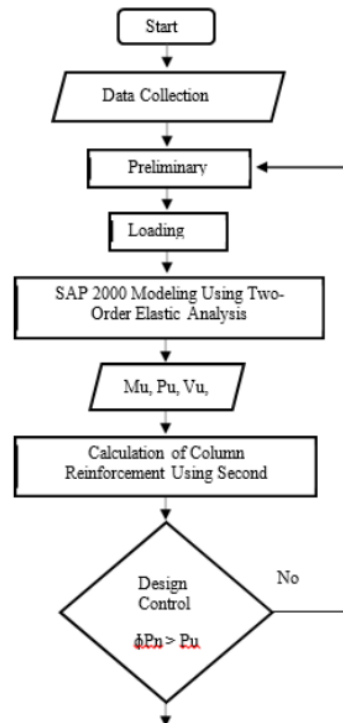 Start
Data Collection
Preliminary
Loading
SAP 2000 Modeling Using Two-
Order Elastic Analysis
Mu, Pu, Vu,
Calculation of Column
Reinforcement Using Second
Design
Control
No
ϕPn > Pu